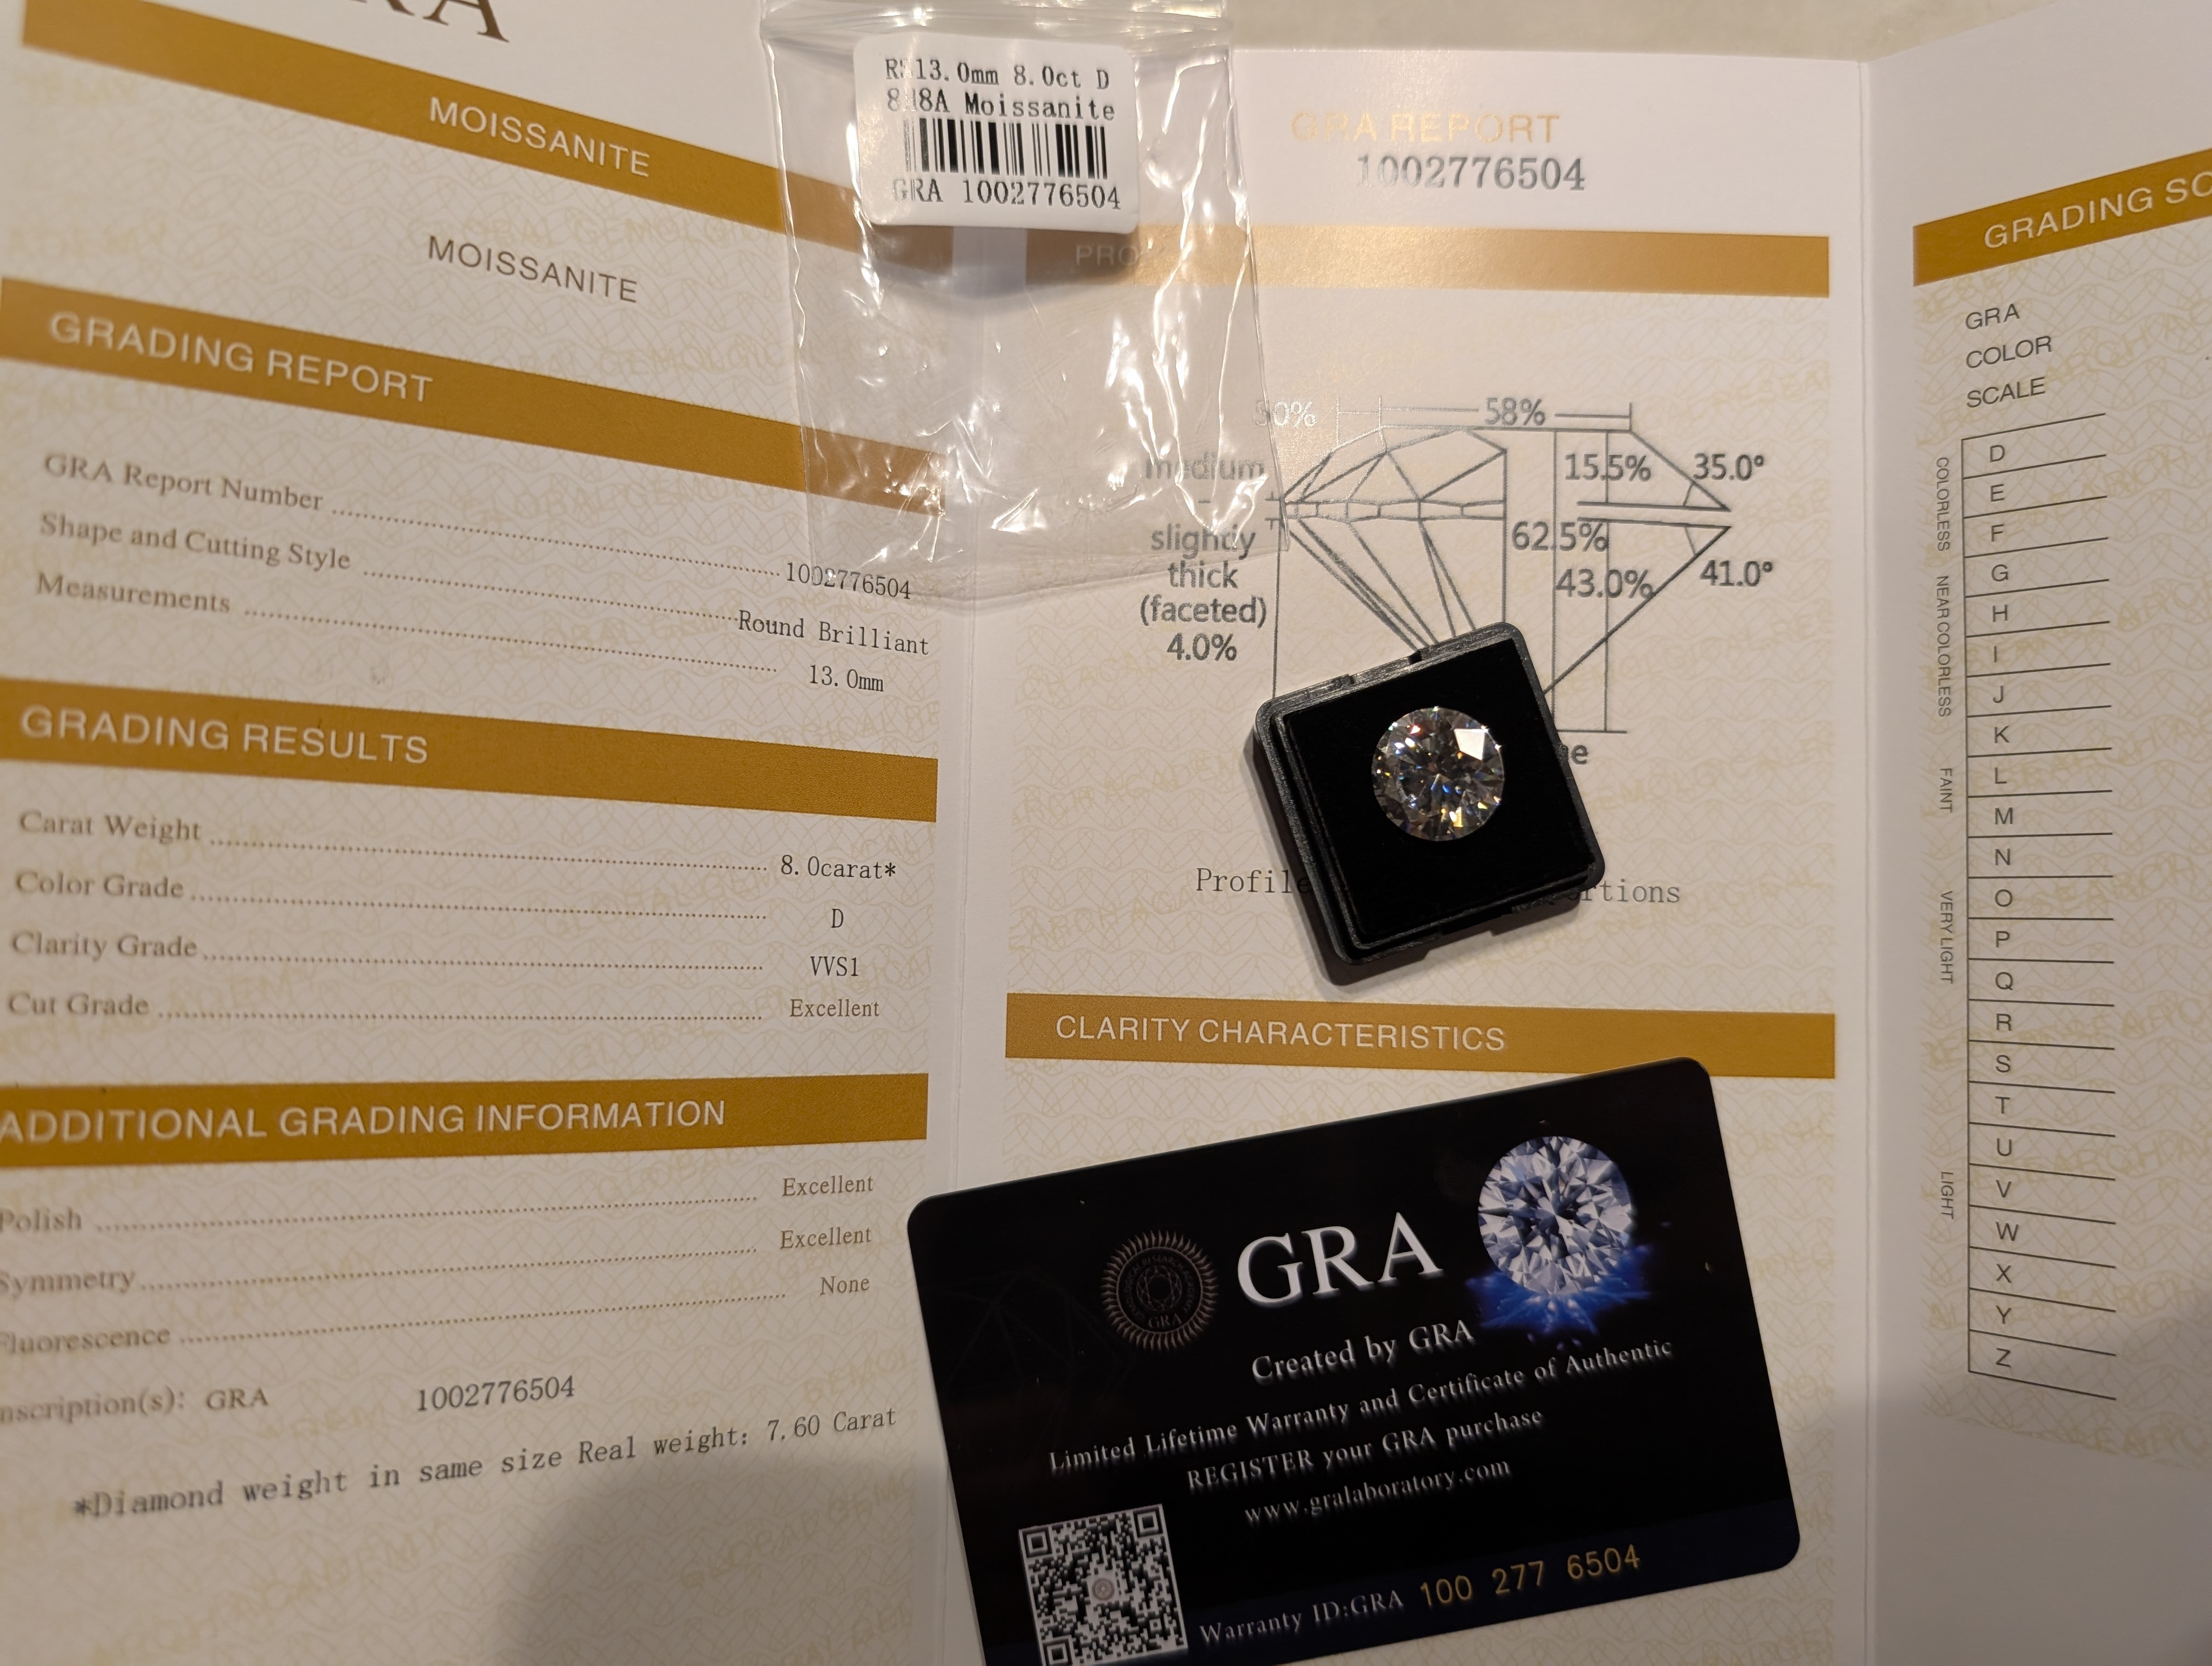 MOISSANITE
MOISSANITE
GRADING REPORT
GRA Report Number 1002776504
Shape and Cutting Style Round Brilliant
Measurements 13.0mm
GRADING RESULTS
Carat Weight 8.0carat*
Color Grade D
Clarity Grade VVS1
Cut Grade Excellent
ADDITIONAL GRADING INFORMATION
Polish Excellent
Symmetry Excellent
Fluorescence None
nscription(s): GRA 1002776504
*Diamond weight in same size Real weight: 7.60 Carat
13.0mm 8.0ct D
Moissanite
GRA 1002776504
GRA REPORT
1002776504
PRO
58%
medium
-
slightly
thick
(faceted)
4.0%
15.5%
35.0°
62.5%
43.0%
41.0°
Profile
CLARITY CHARACTERISTICS
GRA
Created by GRA
Limited Lifetime Warranty and Certificate of Authentic
REGISTER your GRA purchase
www.gralaboratory.com
Warranty ID:GRA 100 277 6504
GRADING SC
GRA
COLOR
SCALE
COLORLESS
NEAR COLORLESS
FAINT
VERY LIGHT
LIGHT
D
E
F
G
H
I
J
K
L
M
N
O
P
Q
R
S
T
U
V
W
X
Y
Z